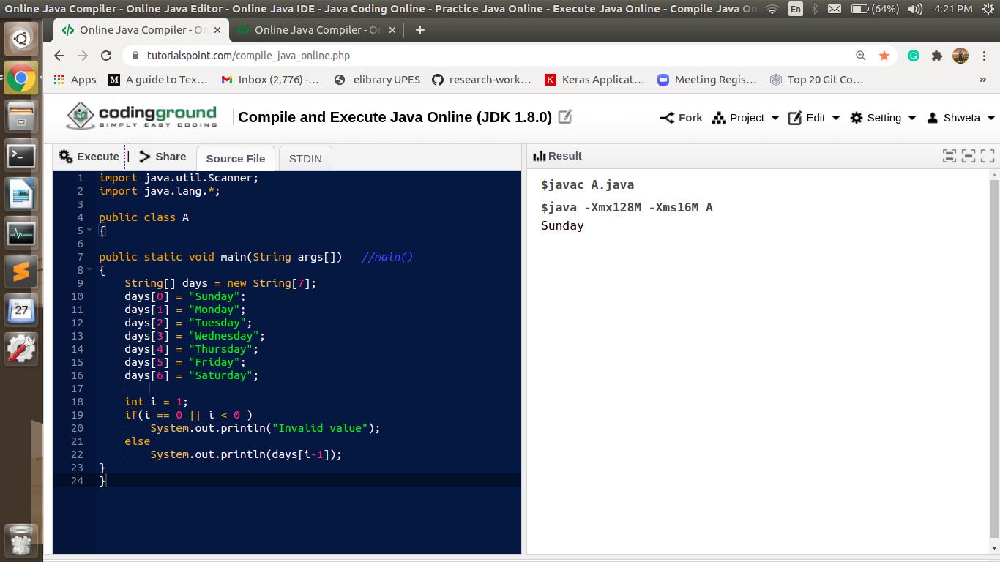 Online Java Compiler - Online Java Editor - Online Java IDE - Java Coding Online - Practice Java Online - Execute Java Online - Compile Java On
En (64%) 4:21 PM
Online Java Compiler - On
Online Java Compiler - On
tutorialspoint.com/compile_java_online.php
Apps M A guide to Tex… Inbox (2,776) -… elibrary UPES research-work… K Keras Applicat… Meeting Regis… Top 20 Git Co… »
codingground
SIMPLY EASY CODING
Compile and Execute Java Online (JDK 1.8.0)
Fork Project Edit Setting Shweta
Execute | Share Source File STDIN
Result
1 import java.util.Scanner;
2 import java.lang.*;
3
4 public class A
5 {
6
7 public static void main(String args[]) //main()
8 {
9 String[] days = new String[7];
10 days[0] = "Sunday";
11 days[1] = "Monday";
12 days[2] = "Tuesday";
13 days[3] = "Wednesday";
14 days[4] = "Thursday";
15 days[5] = "Friday";
16 days[6] = "Saturday";
17
18 int i = 1;
19 if(i == 0 || i < 0 )
20 System.out.println("Invalid value");
21 else
22 System.out.println(days[i-1]);
23 }
24 }
$javac A.java
$java -Xmx128M -Xms16M A
Sunday
27